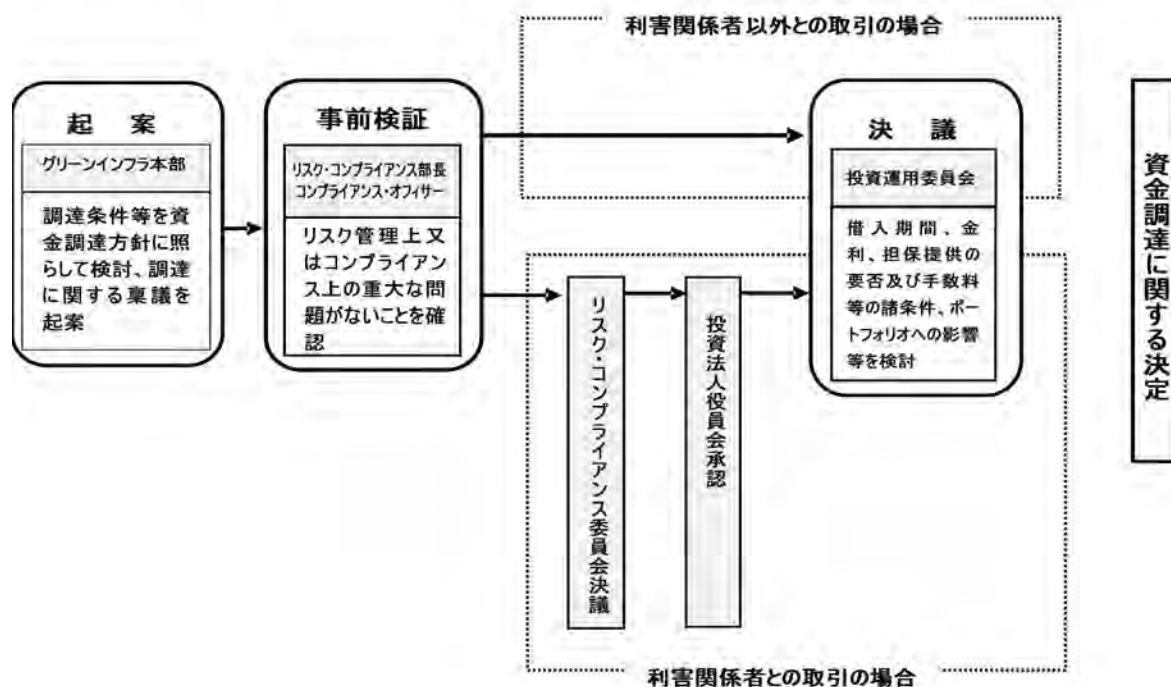 利害関係者以外との取引の場合
起 案
グリーンインフラ本部
調達条件等を資
金調達方針に照
らして検討、調達
に関する稟議を
起案
事前検証
リスク・コンプライアンス部長
コンプライアンス・オフィサー
リスク管理上又
はコンプライアン
ス上の重大な問
題がないことを確
認
リスク・コンプライアンス委員会決議
投資法人役員会承認
決 議
投資運用委員会
借入期間、金
利、担保提供の
要否及び手数料
等の諸条件、ポー
トフォリオへの影響
等を検討
利害関係者との取引の場合
資金調達に関する決定